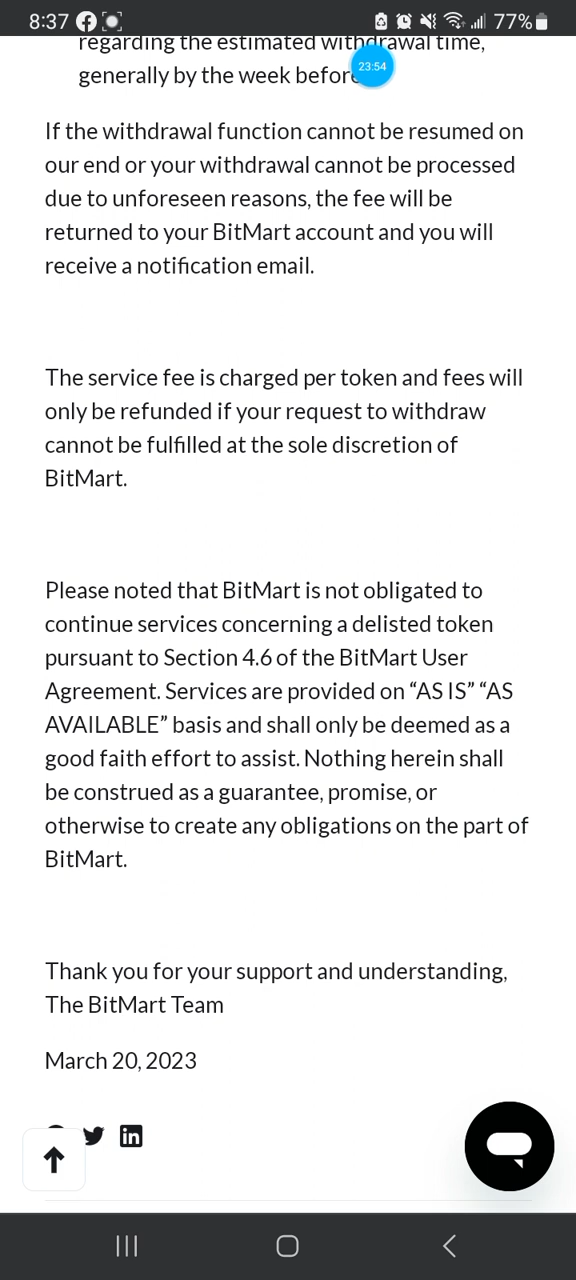 8:37 77%
regarding the estimated withdrawal time,
23:54
generally by the week before
If the withdrawal function cannot be resumed on
our end or your withdrawal cannot be processed
due to unforeseen reasons, the fee will be
returned to your BitMart account and you will
receive a notification email.
The service fee is charged per token and fees will
only be refunded if your request to withdraw
cannot be fulfilled at the sole discretion of
BitMart.
Please noted that BitMart is not obligated to
continue services concerning a delisted token
pursuant to Section 4.6 of the BitMart User
Agreement. Services are provided on “AS IS” “AS
AVAILABLE” basis and shall only be deemed as a
good faith effort to assist. Nothing herein shall
be construed as a guarantee, promise, or
otherwise to create any obligations on the part of
BitMart.
Thank you for your support and understanding,
The BitMart Team
March 20, 2023
in